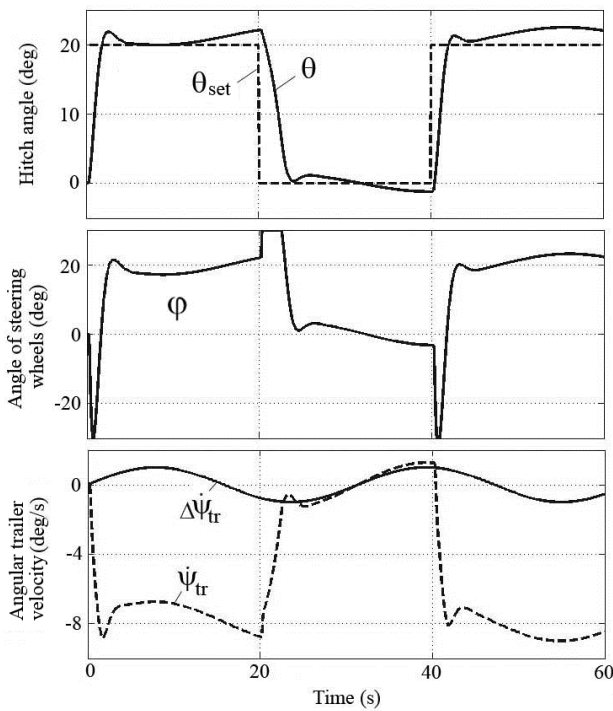 Hitch angle (deg)
20
10
0
θset
θ
Angle of steering
wheels (deg)
20
0
-20
φ
Angular trailer
velocity (deg/s)
0
-4
-8
Δψ̇tr
ψ̇tr
0 20 40 60
Time (s)